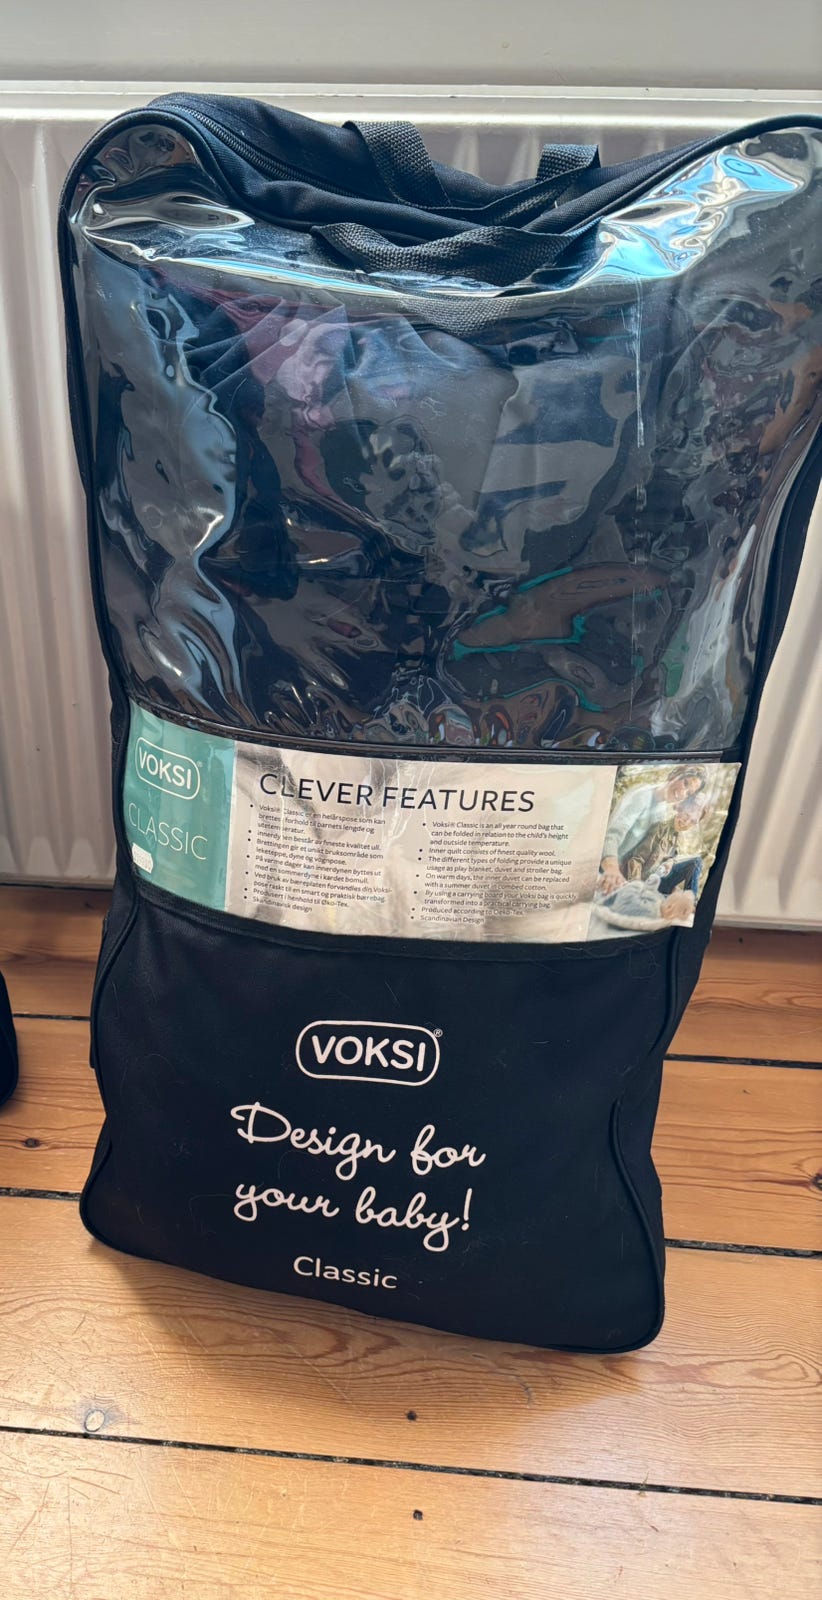 VOKSI
CLASSIC
CLEVER FEATURES
Voksi® Classic er en helårspose som kan
brettes i forhold til barnets lengde og
utetemperatur.
Innerdynen består av fineste kvalitet ull.
Brettingen gir et unikt bruksområde som
leketeppe, dyne og vognpose.
På varme dager kan innerdynen byttes ut
med en sommerdyne i kardet bomull.
Ved bruk av bæreplaten forvandles din Voksi-
pose raskt til en smart og praktisk bærebag.
Produsert i henhold til Øko-Tex.
Skandinavisk design
Voksi® Classic is an all year round bag that
can be folded in relation to the child's height
and outside temperature.
Inner quilt consists of finest quality wool.
The different types of folding provide a unique
usage as play blanket, duvet and stroller bag.
On warm days, the inner duvet Can be replaced
with a summer duvet in combed cotton.
By using a carrying board your Voksi bag is quickly
transformed into a practical carrying bag.
Produced according to Oeko-Tex.
Scandinavian Design
VOKSI®
Design for
your baby!
Classic